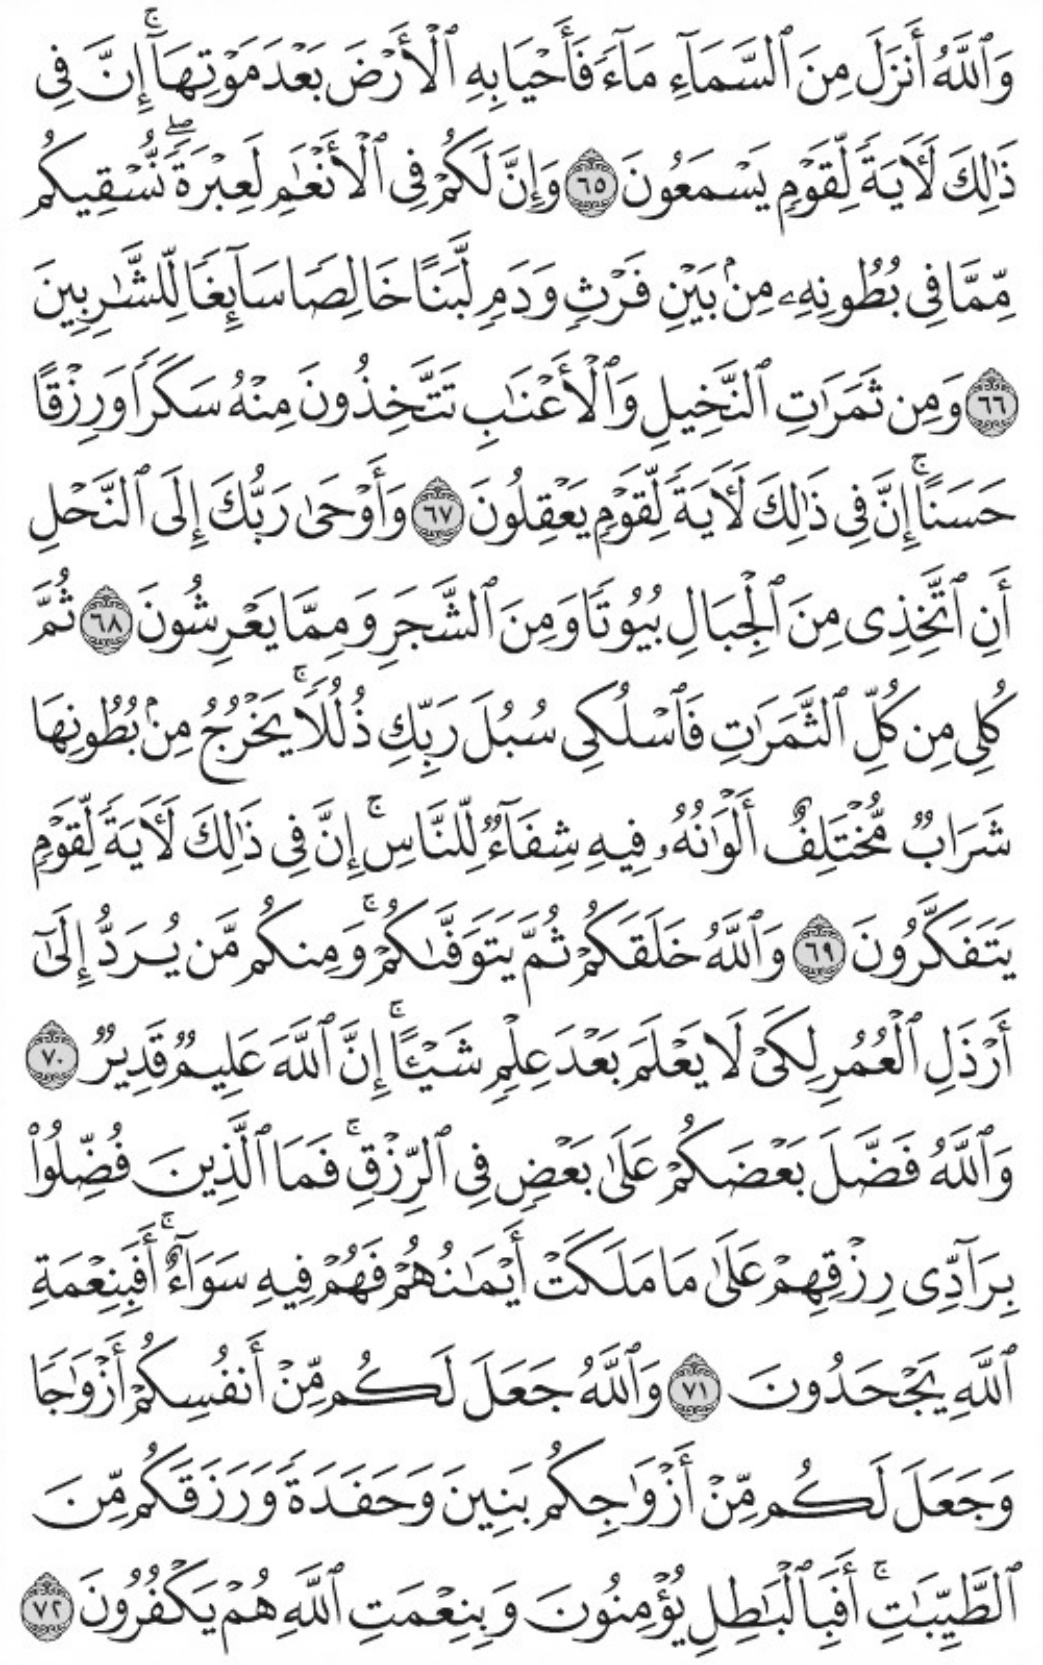 وَٱللَّهُ أَنزَلَ مِنَ ٱلسَّمَآءِ مَآءً فَأَحْيَا بِهِ ٱلْأَرْضَ بَعْدَ مَوْتِهَآ ۚ إِنَّ فِى
ذَٰلِكَ لَـَٔايَةً لِّقَوْمٍ يَسْمَعُونَ ٦٥ وَإِنَّ لَكُمْ فِى ٱلْأَنْعَـٰمِ لَعِبْرَةً ۖ نُّسْقِيكُم
مِّمَّا فِى بُطُونِهِۦ مِنۢ بَيْنِ فَرْثٍ وَدَمٍ لَّبَنًا خَالِصًا سَآئِغًا لِّلشَّـٰرِبِينَ
٦٦ وَمِن ثَمَرَٰتِ ٱلنَّخِيلِ وَٱلْأَعْنَـٰبِ تَتَّخِذُونَ مِنْهُ سَكَرًا وَرِزْقًا
حَسَنًا ۗ إِنَّ فِى ذَٰلِكَ لَـَٔايَةً لِّقَوْمٍ يَعْقِلُونَ ٦٧ وَأَوْحَىٰ رَبُّكَ إِلَى ٱلنَّحْلِ
أَنِ ٱتَّخِذِى مِنَ ٱلْجِبَالِ بُيُوتًا وَمِنَ ٱلشَّجَرِ وَمِمَّا يَعْرِشُونَ ٦٨ ثُمَّ
كُلِى مِن كُلِّ ٱلثَّمَرَٰتِ فَٱسْلُكِى سُبُلَ رَبِّكِ ذُلُلًا ۚ يَخْرُجُ مِنۢ بُطُونِهَا
شَرَابٌ مُّخْتَلِفٌ أَلْوَٰنُهُۥ فِيهِ شِفَآءٌ لِّلنَّاسِ ۗ إِنَّ فِى ذَٰلِكَ لَـَٔايَةً لِّقَوْمٍ
يَتَفَكَّرُونَ ٦٩ وَٱللَّهُ خَلَقَكُمْ ثُمَّ يَتَوَفَّىٰكُمْ ۚ وَمِنكُم مَّن يُرَدُّ إِلَىٰٓ
أَرْذَلِ ٱلْعُمُرِ لِكَىْ لَا يَعْلَمَ بَعْدَ عِلْمٍ شَيْـًٔا ۚ إِنَّ ٱللَّهَ عَلِيمٌ قَدِيرٌ ٧٠
وَٱللَّهُ فَضَّلَ بَعْضَكُمْ عَلَىٰ بَعْضٍ فِى ٱلرِّزْقِ ۚ فَمَا ٱلَّذِينَ فُضِّلُوا۟
بِرَآدِّى رِزْقِهِمْ عَلَىٰ مَا مَلَكَتْ أَيْمَـٰنُهُمْ فَهُمْ فِيهِ سَوَآءٌ ۚ أَفَبِنِعْمَةِ
ٱللَّهِ يَجْحَدُونَ ٧١ وَٱللَّهُ جَعَلَ لَكُم مِّنْ أَنفُسِكُمْ أَزْوَٰجًا
وَجَعَلَ لَكُم مِّنْ أَزْوَٰجِكُم بَنِينَ وَحَفَدَةً وَرَزَقَكُم مِّنَ
ٱلطَّيِّبَـٰتِ ۚ أَفَبِٱلْبَـٰطِلِ يُؤْمِنُونَ وَبِنِعْمَتِ ٱللَّهِ هُمْ يَكْفُرُونَ ٧٢